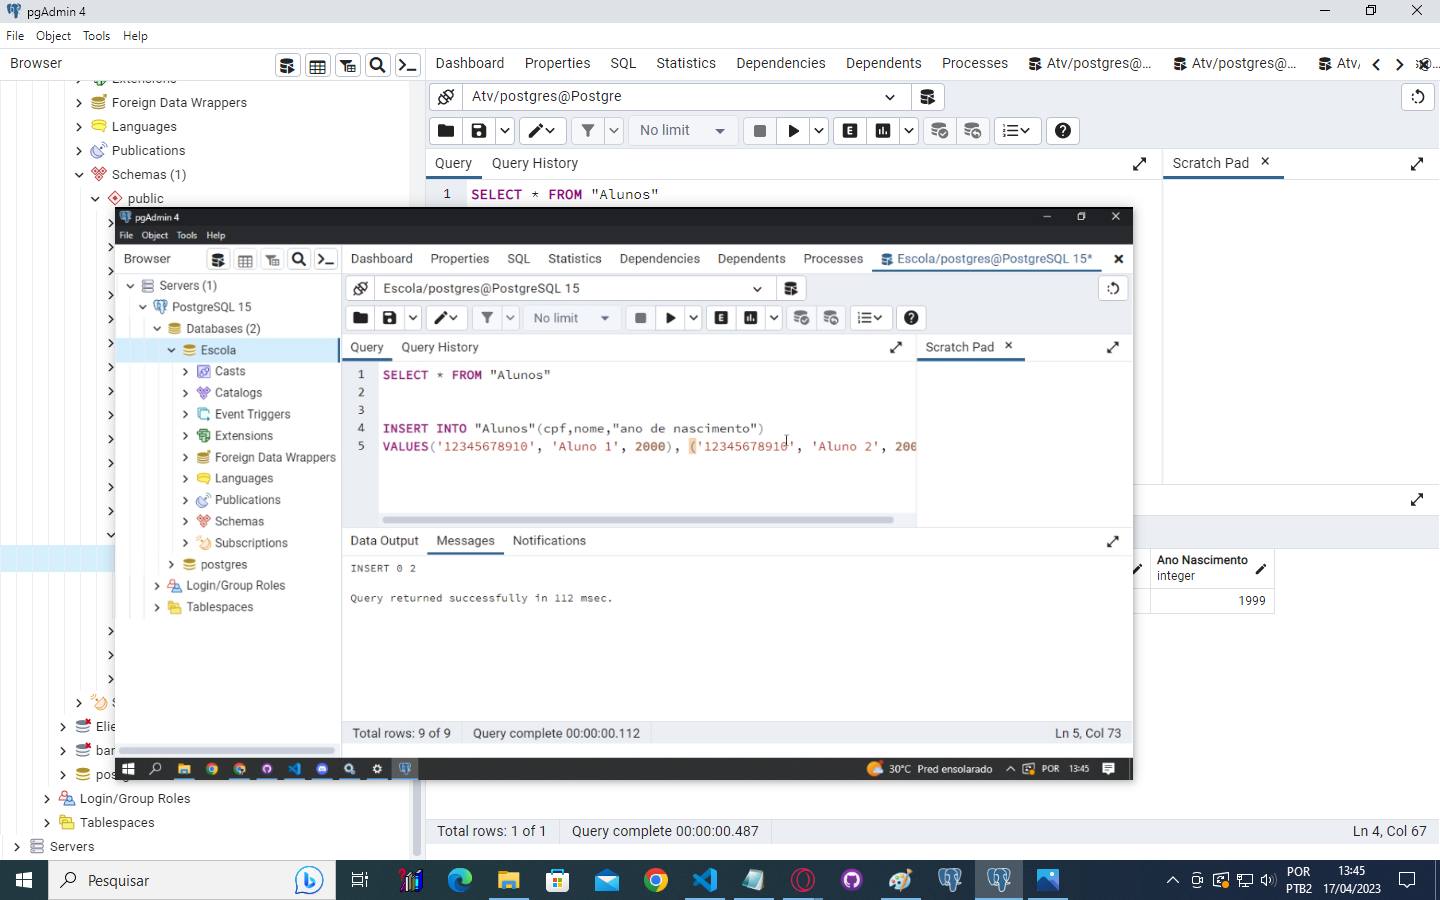 pgAdmin 4
File Object Tools Help
Browser
Dashboard Properties SQL Statistics Dependencies Dependents Processes Atv/postgres@... Atv/postgres@...
Foreign Data Wrappers
Languages
Publications
Schemas (1)
public
Atv/postgres@Postgre
No limit
Query Query History
Scratch Pad
1 SELECT * FROM "Alunos"
pgAdmin 4
File Object Tools Help
Browser
Dashboard Properties SQL Statistics Dependencies Dependents Processes Escola/postgres@PostgreSQL 15*
Servers (1)
PostgreSQL 15
Databases (2)
Escola
Casts
Catalogs
Event Triggers
Extensions
Foreign Data Wrappers
Languages
Publications
Schemas
Subscriptions
postgres
Login/Group Roles
Tablespaces
Escola/postgres@PostgreSQL 15
No limit
Query Query History
Scratch Pad
1 SELECT * FROM "Alunos"
2
3
4 INSERT INTO "Alunos"(cpf,nome,"ano de nascimento")
5 VALUES('12345678910', 'Aluno 1', 2000), ('12345678910', 'Aluno 2', 200
Data Output Messages Notifications
INSERT 0 2
Query returned successfully in 112 msec.
Total rows: 9 of 9 Query complete 00:00:00.112 Ln 5, Col 73
30°C Pred ensolarado POR 13:45
Ano Nascimento
integer
1999
Login/Group Roles
Tablespaces
Servers
Total rows: 1 of 1 Query complete 00:00:00.487 Ln 4, Col 67
Pesquisar
POR
PTB2
13:45
17/04/2023